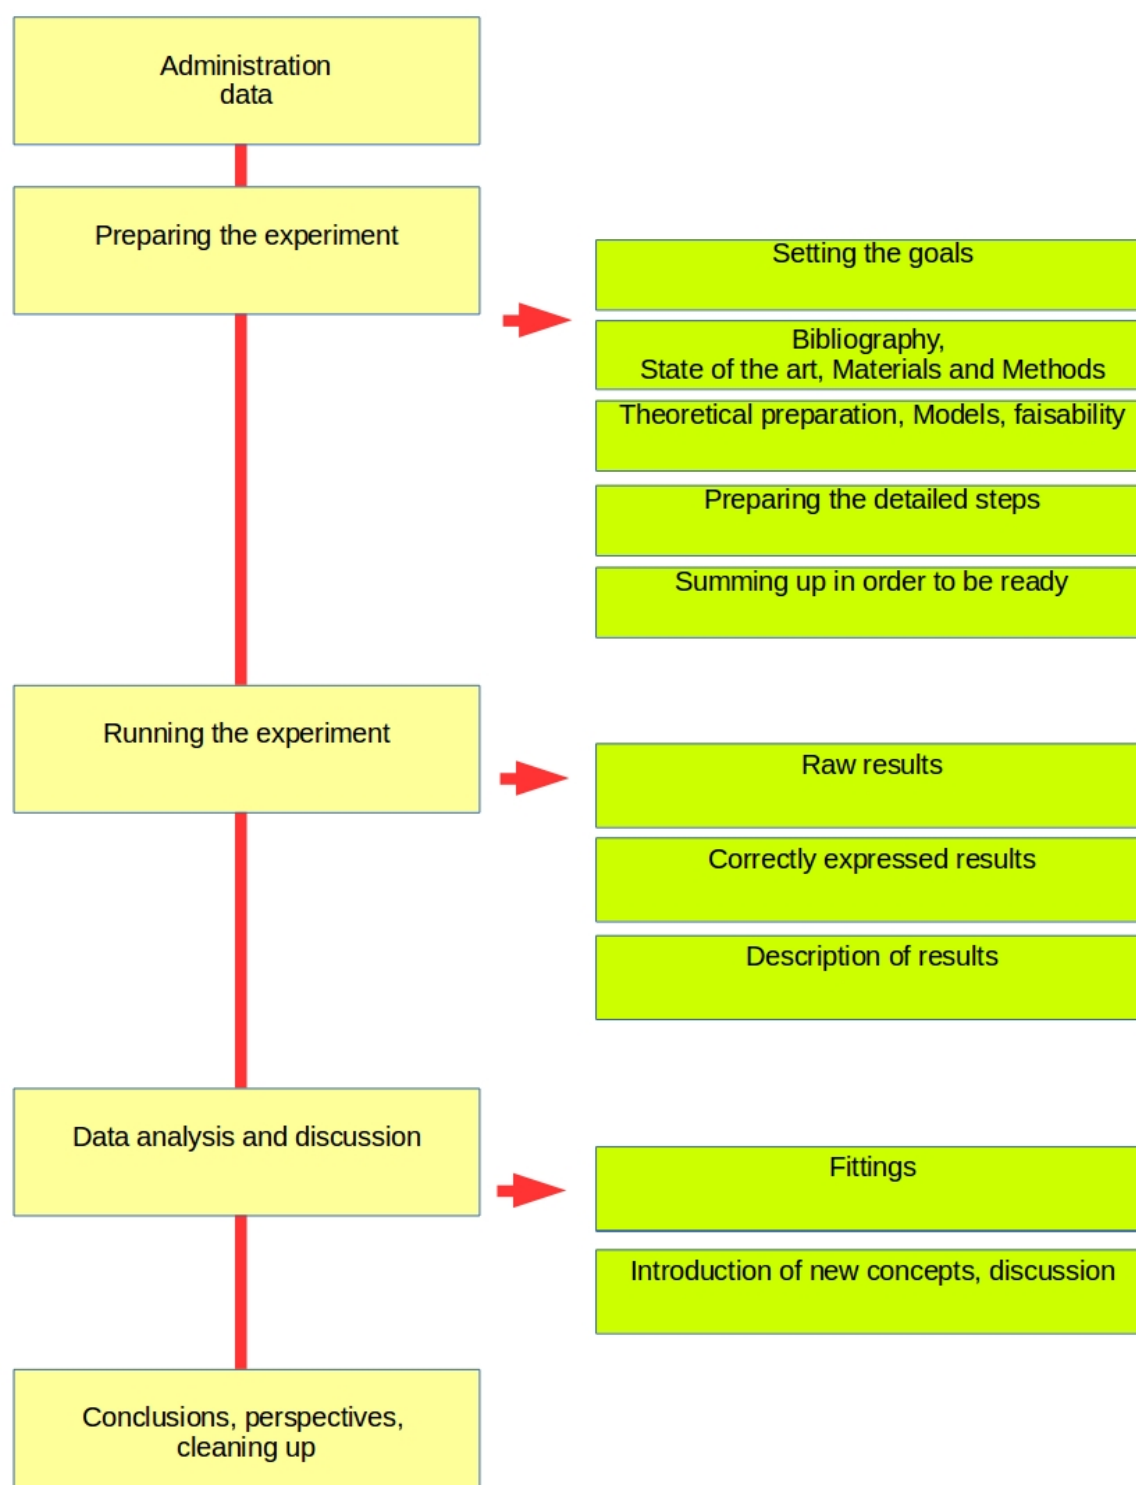 Administration
data
Preparing the experiment
Setting the goals
Bibliography,
State of the art, Materials and Methods
Theoretical preparation, Models, faisability
Preparing the detailed steps
Summing up in order to be ready
Running the experiment
Raw results
Correctly expressed results
Description of results
Data analysis and discussion
Fittings
Introduction of new concepts, discussion
Conclusions, perspectives,
cleaning up